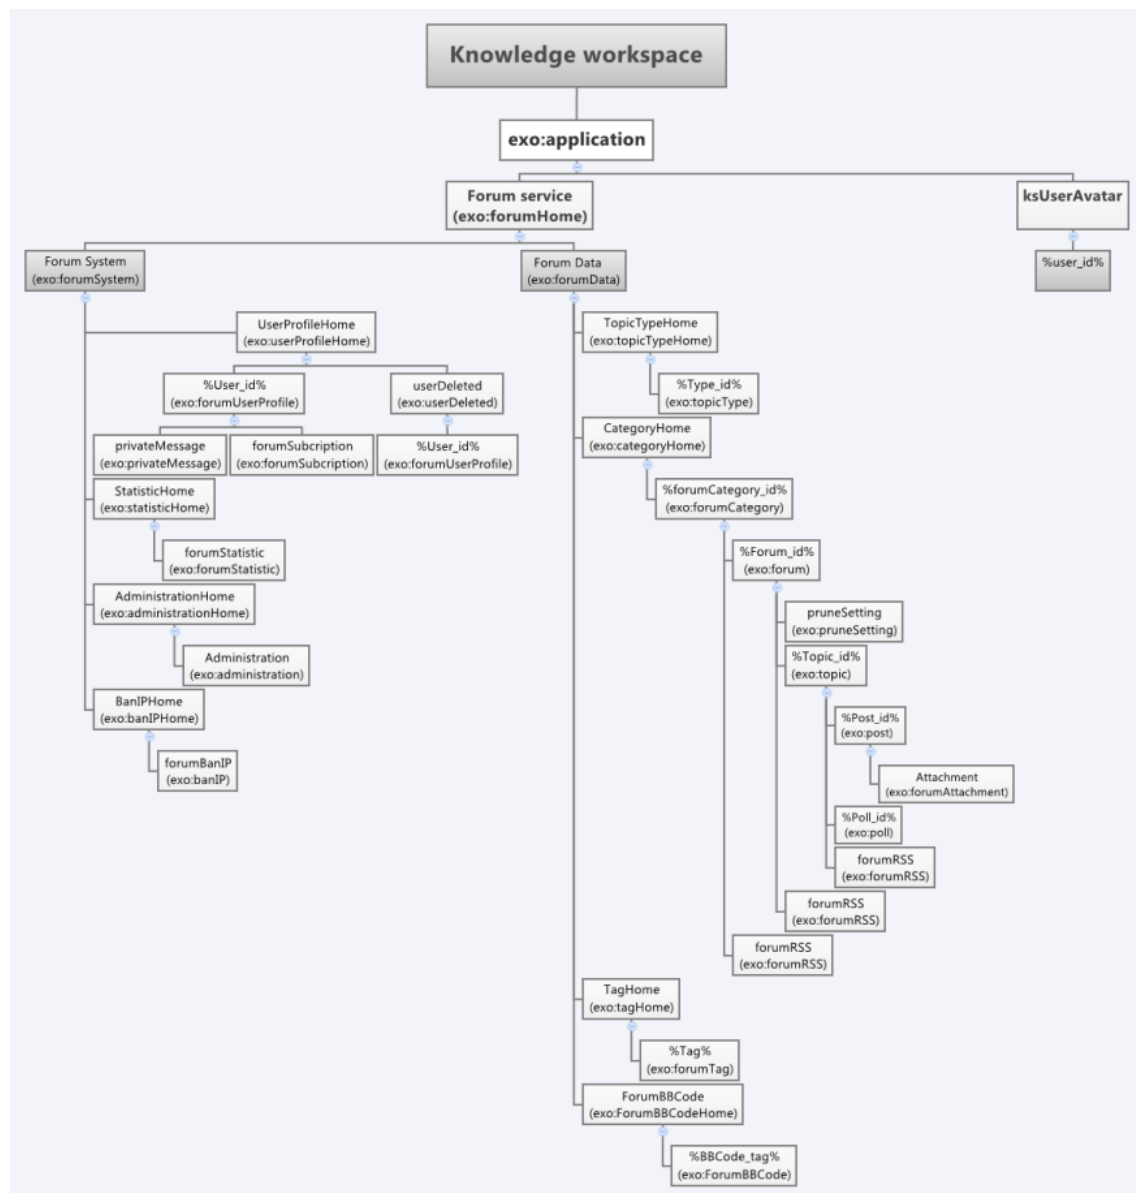 Knowledge workspace
exo:application
Forum service
(exo:forumHome)
ksUserAvatar
Forum System
(exo:forumSystem)
Forum Data
(exo:forumData)
%user_id%
UserProfileHome
(exo:userProfileHome)
TopicTypeHome
(exo:topicTypeHome)
%User_id%
(exo:forumUserProfile)
userDeleted
(exo:userDeleted)
%Type_id%
(exo:topicType)
privateMessage
(exo:privateMessage)
forumSubcription
(exo:forumSubcription)
%User_id%
(exo:forumUserProfile)
CategoryHome
(exo:categoryHome)
StatisticHome
(exo:statisticHome)
%forumCategory_id%
(exo:forumCategory)
forumStatistic
(exo:forumStatistic)
%Forum_id%
(exo:forum)
AdministrationHome
(exo:administrationHome)
pruneSetting
(exo:pruneSetting)
Administration
(exo:administration)
%Topic_id%
(exo:topic)
BanIPHome
(exo:banIPHome)
%Post_id%
(exo:post)
forumBanIP
(exo:banIP)
Attachment
(exo:forumAttachment)
%Poll_id%
(exo:poll)
forumRSS
(exo:forumRSS)
forumRSS
(exo:forumRSS)
forumRSS
(exo:forumRSS)
TagHome
(exo:tagHome)
%Tag%
(exo:forumTag)
ForumBBCode
(exo:ForumBBCodeHome)
%BBCode_tag%
(exo:ForumBBCode)